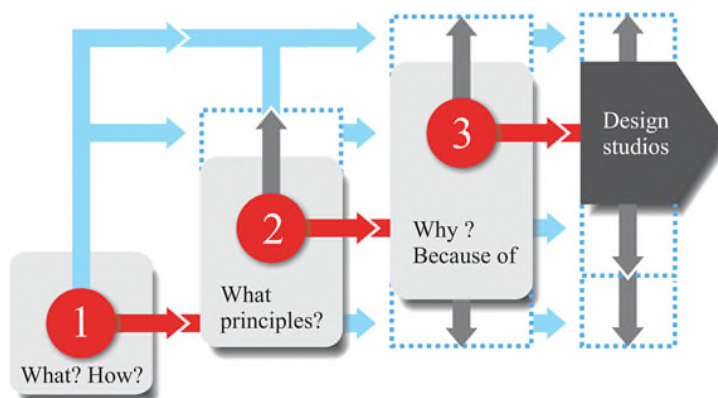 1
What? How?
2
What
principles?
3
Why ?
Because of
Design
studios